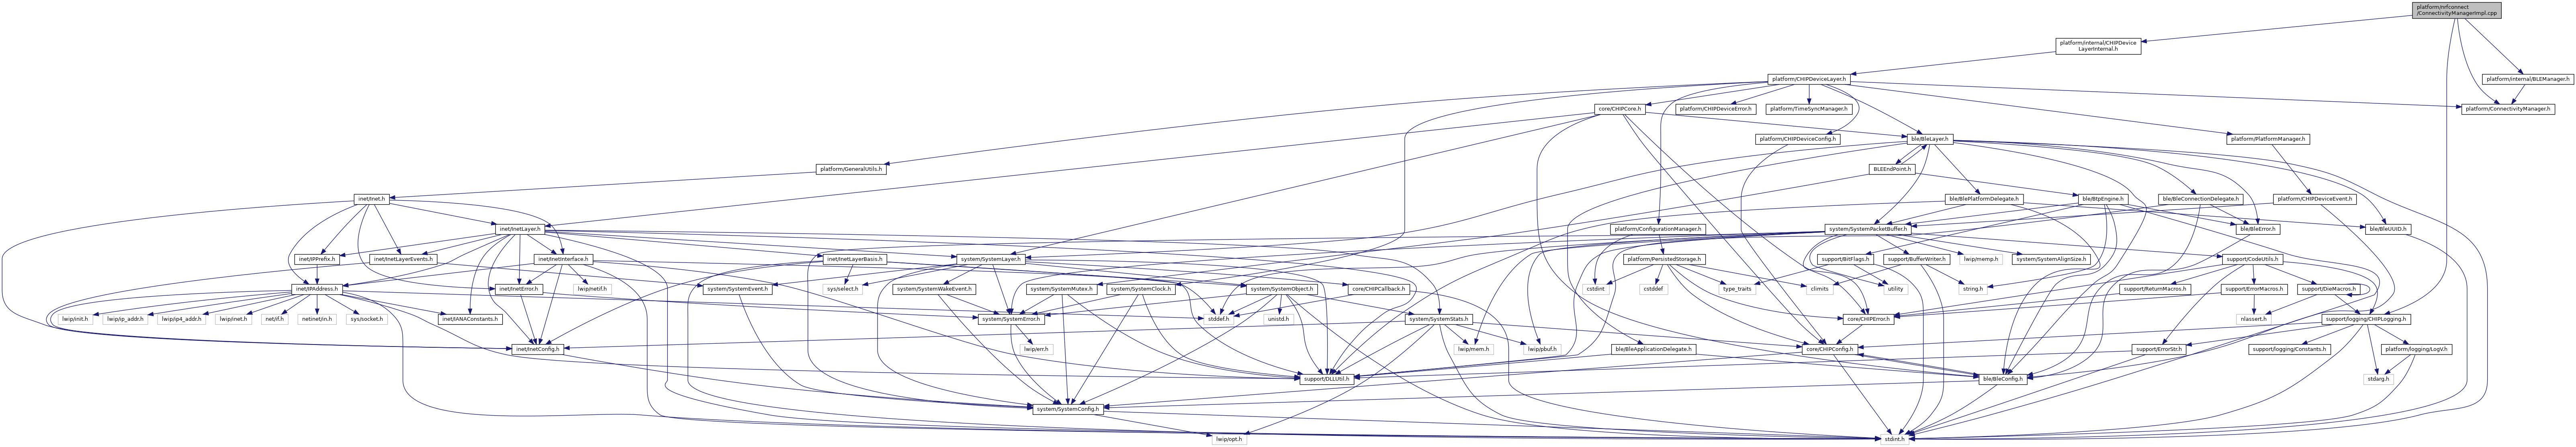 platform/nrfconnect
/ConnectivityManagerImpl.cpp
platform/internal/CHIPDevice
LayerInternal.h
platform/CHIPDeviceLayer.h
platform/internal/BLEManager.h
core/CHIPCore.h
platform/CHIPDeviceError.h
platform/TimeSyncManager.h
platform/ConnectivityManager.h
platform/CHIPDeviceConfig.h
ble/BleLayer.h
platform/PlatformManager.h
platform/GeneralUtils.h
BLEEndPoint.h
inet/Inet.h
ble/BlePlatformDelegate.h
ble/BtpEngine.h
ble/BleConnectionDelegate.h
platform/CHIPDeviceEvent.h
inet/InetLayer.h
platform/ConfigurationManager.h
system/SystemPacketBuffer.h
ble/BleError.h
ble/BleUUID.h
inet/IPPrefix.h
inet/InetLayerEvents.h
inet/InetInterface.h
inet/InetLayerBasis.h
system/SystemLayer.h
platform/PersistedStorage.h
support/BitFlags.h
support/BufferWriter.h
lwip/memp.h
system/SystemAlignSize.h
support/CodeUtils.h
inet/IPAddress.h
inet/InetError.h
lwip/netif.h
system/SystemEvent.h
sys/select.h
system/SystemWakeEvent.h
system/SystemMutex.h
system/SystemClock.h
system/SystemObject.h
core/CHIPCallback.h
cstdint
cstddef
type_traits
climits
utility
string.h
support/ReturnMacros.h
support/ErrorMacros.h
support/DieMacros.h
lwip/init.h
lwip/ip_addr.h
lwip/ip4_addr.h
lwip/inet.h
net/if.h
netinet/in.h
sys/socket.h
inet/IANAConstants.h
system/SystemError.h
stddef.h
unistd.h
system/SystemStats.h
core/CHIPError.h
nlassert.h
support/logging/CHIPLogging.h
inet/InetConfig.h
lwip/err.h
lwip/mem.h
lwip/pbuf.h
ble/BleApplicationDelegate.h
core/CHIPConfig.h
support/ErrorStr.h
support/logging/Constants.h
platform/logging/LogV.h
support/DLLUtil.h
ble/BleConfig.h
stdarg.h
system/SystemConfig.h
lwip/opt.h
stdint.h